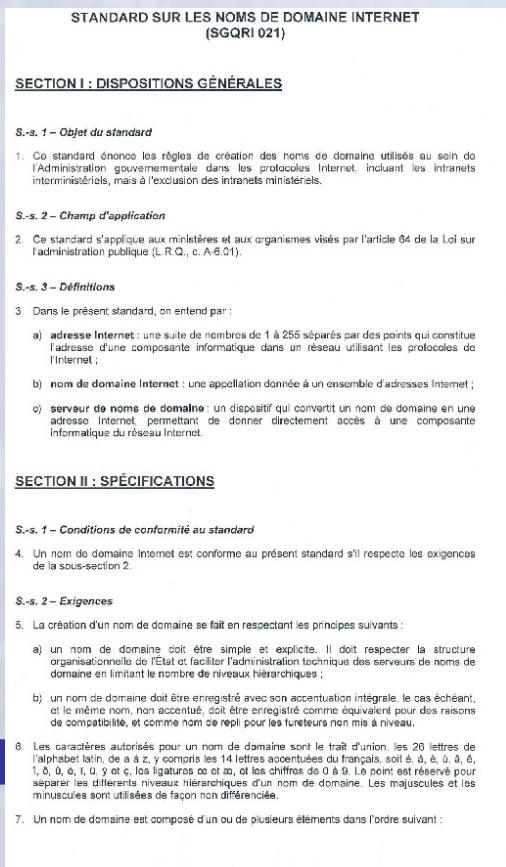 STANDARD SUR LES NOMS DE DOMAINE INTERNET
(SGQRI 021)
SECTION I : DISPOSITIONS GÉNÉRALES
S.-s. 1 – Objet du standard
1. Ce standard énonce les règles de création des noms de domaine utilisés au sein de
l'Administration gouvernementale dans les protocoles Internet, incluant les intranets
interministériels, mais à l'exclusion des intranets ministériels.
S.-s. 2 – Champ d'application
2. Ce standard s'applique aux ministères et aux organismes visés par l'article 64 de la Loi sur
l'administration publique (L.R.Q., c. A-6.01).
S.-s. 3 – Définitions
3. Dans le présent standard, on entend par :
a) adresse Internet : une suite de nombres de 1 à 255 séparés par des points qui constitue
l'adresse d'une composante informatique dans un réseau utilisant les protocoles de
l'Internet ;
b) nom de domaine Internet : une appellation donnée à un ensemble d'adresses Internet ;
c) serveur de noms de domaine : un dispositif qui convertit un nom de domaine en une
adresse Internet, permettant de donner directement accès à une composante
informatique du réseau Internet.
SECTION II : SPÉCIFICATIONS
S.-s. 1 – Conditions de conformité au standard
4. Un nom de domaine Internet est conforme au présent standard s'il respecte les exigences
de la sous-section 2.
S.-s. 2 – Exigences
5. La création d'un nom de domaine se fait en respectant les principes suivants :
a) un nom de domaine doit être simple et explicite. Il doit respecter la structure
organisationnelle de l'État et faciliter l'administration technique des serveurs de noms de
domaine en limitant le nombre de niveaux hiérarchiques ;
b) un nom de domaine doit être enregistré avec son accentuation intégrale, le cas échéant,
et le même nom, non accentué, doit être enregistré comme équivalent pour des raisons
de compatibilité, et comme nom de repli pour les fureteurs non mis à niveau.
6. Les caractères autorisés pour un nom de domaine sont le trait d'union, les 26 lettres de
l'alphabet latin, de a à z, y compris les 14 lettres accentuées du français, soit é, à, è, ù, â, ê,
î, ô, û, ë, ï, ü, ÿ et ç, les ligatures œ et æ, et les chiffres de 0 à 9. Le point est réservé pour
séparer les différents niveaux hiérarchiques d'un nom de domaine. Les majuscules et les
minuscules sont utilisées de façon non différenciée.
7. Un nom de domaine est composé d'un ou de plusieurs éléments dans l'ordre suivant :